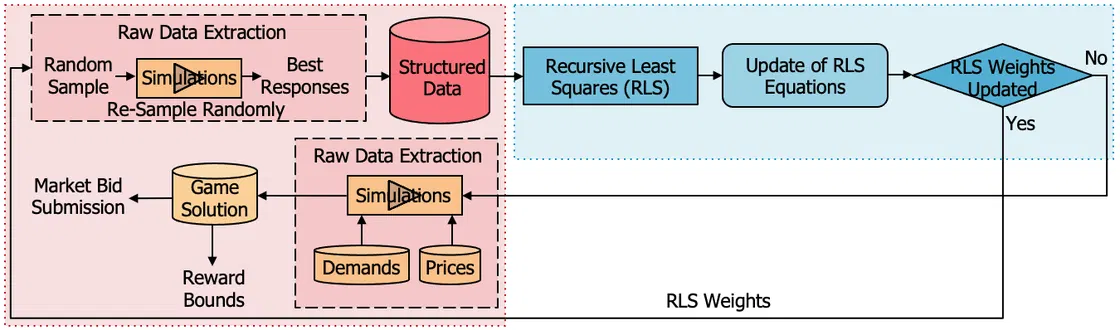 Raw Data Extraction
Random
Sample
Simulations
Best
Responses
Re-Sample Randomly
Structured
Data
Recursive Least
Squares (RLS)
Update of RLS
Equations
RLS Weights
Updated
No
Yes
Raw Data Extraction
Simulations
Demands
Prices
Game
Solution
Market Bid
Submission
Reward
Bounds
RLS Weights